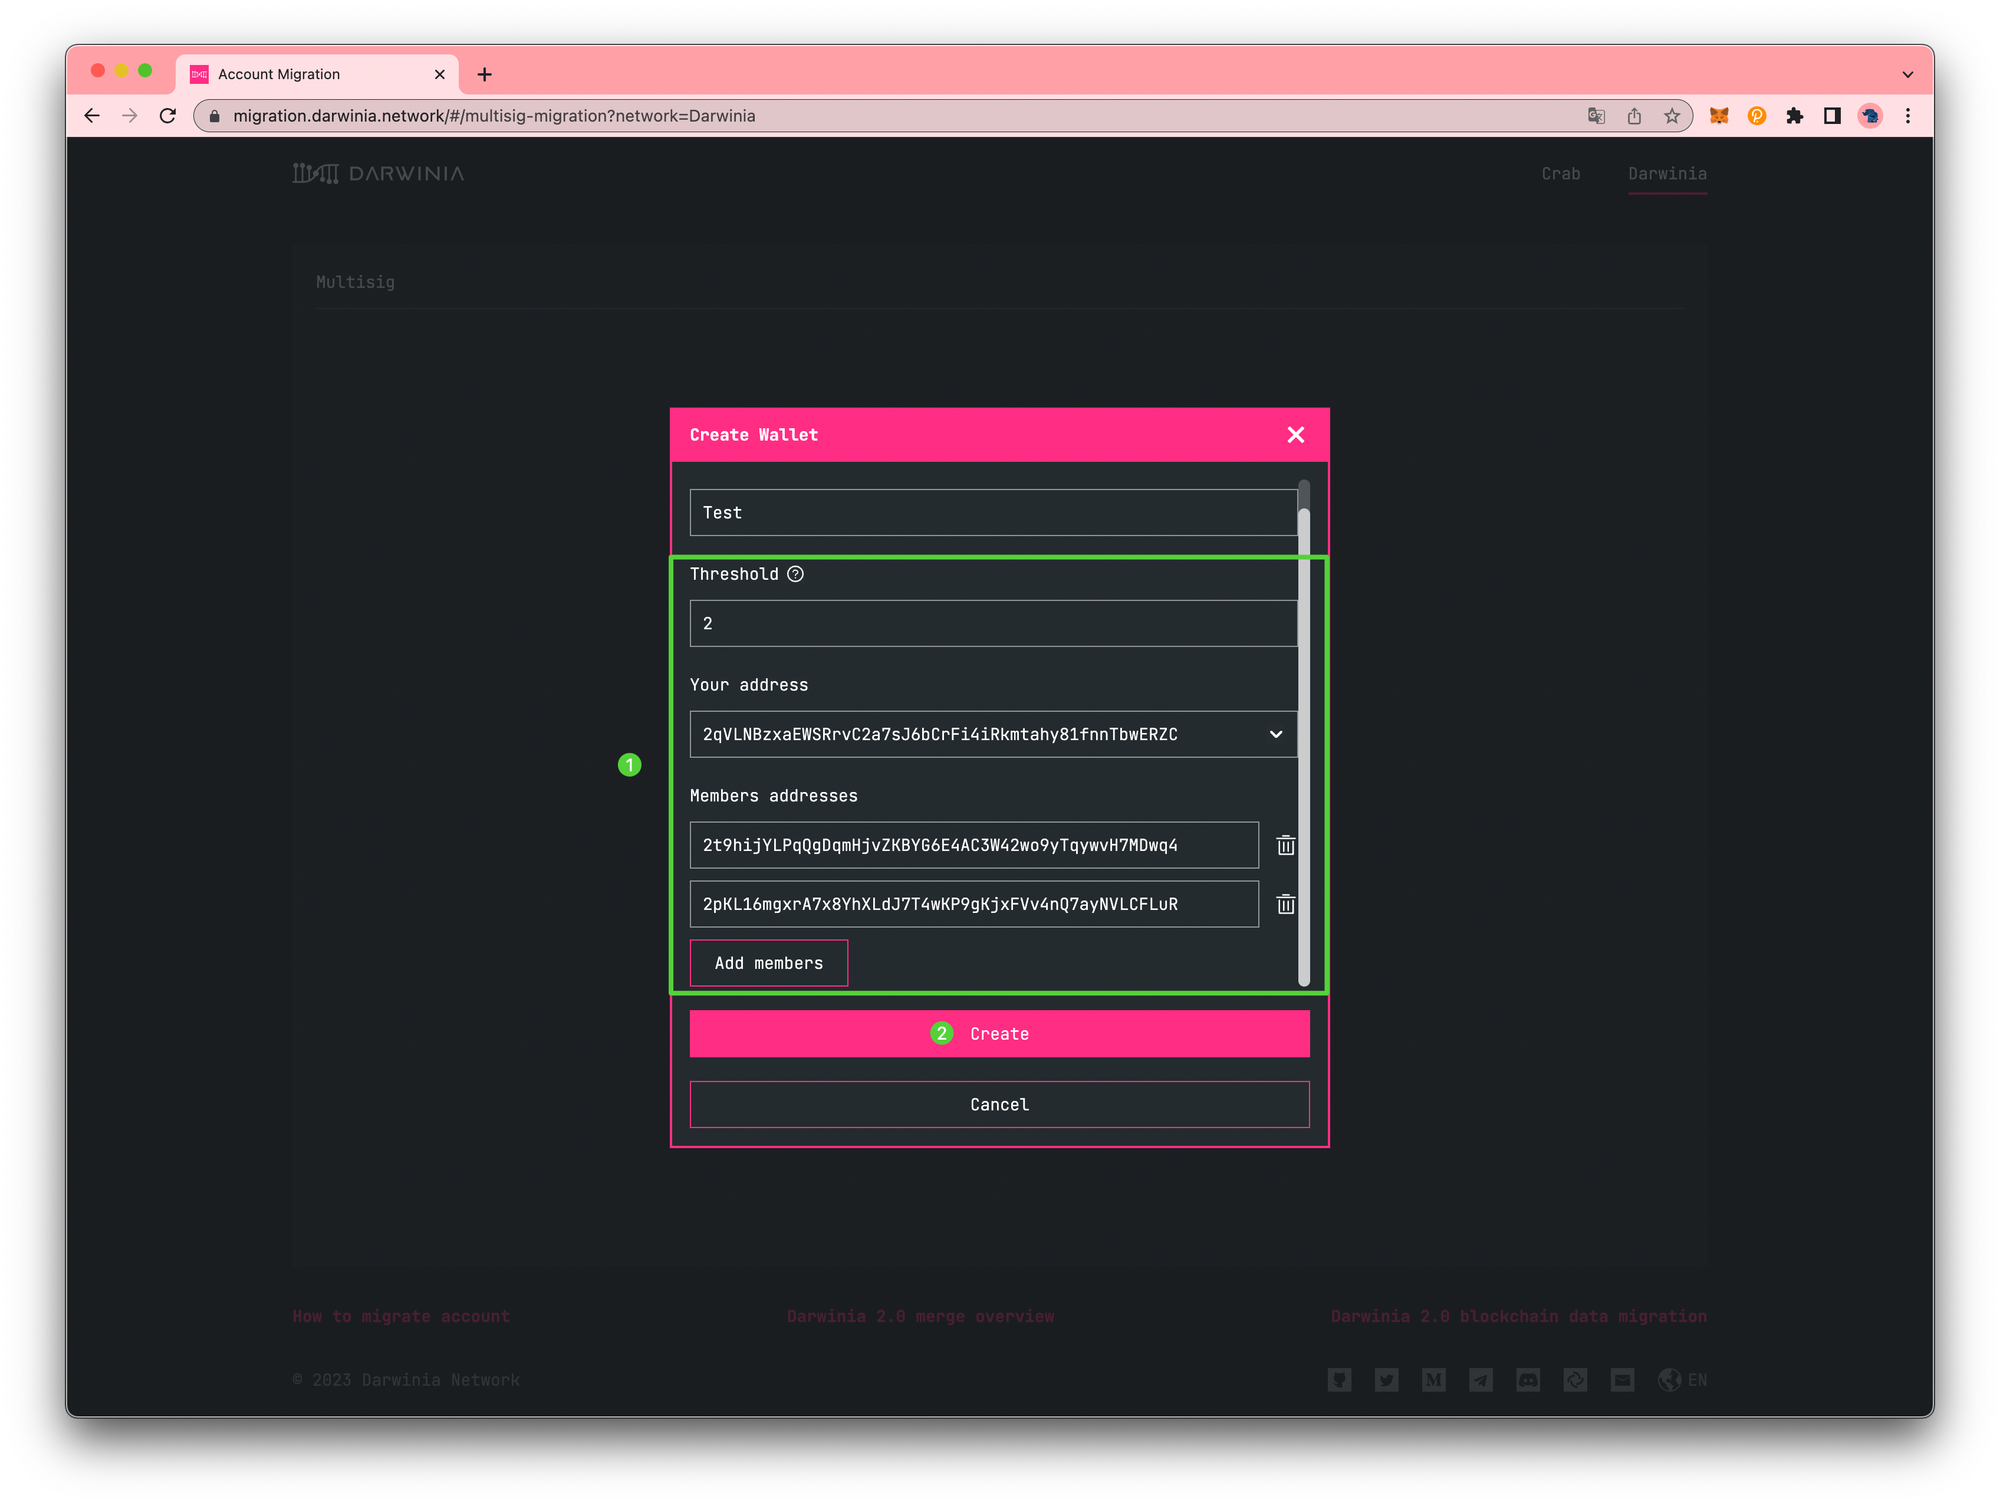 Account Migration
migration.darwinia.network/#/multisig-migration?network=Darwinia
DARWINIA
Crab
Darwinia
Multisig
Create Wallet
Test
Threshold ?
2
Your address
2qVLNBzxaEWSRrvC2a7sJ6bCrFi4iRkmtahy81fnnTbwERZC
1
Members addresses
2t9hijYLPqQgDqmHjvZKBYG6E4AC3W42wo9yTqywvH7MDwq4
2pKL16mgxrA7x8YhXLdJ7T4wKP9gKjxFVv4nQ7ayNVLCFLuR
Add members
2 Create
Cancel
How to migrate account
Darwinia 2.0 merge overview
Darwinia 2.0 blockchain data migration
© 2023 Darwinia Network
EN